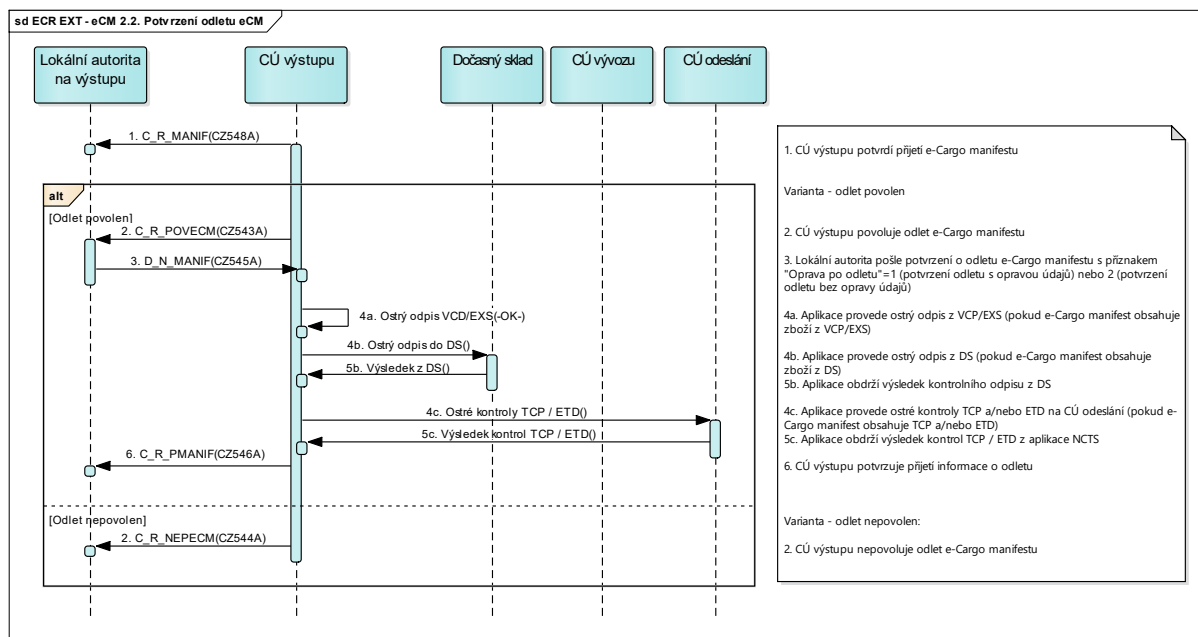 sd ECR EXT - eCM 2.2. Potvrzení odletu eCM
Lokální autorita
na výstupu
CÚ výstupu
Dočasný sklad
CÚ vývozu
CÚ odeslání
1. C_R_MANIF(CZ548A)
alt
[Odlet povolen]
2. C_R_POVECM(CZ543A)
3. D_N_MANIF(CZ545A)
4a. Ostrý odpis VCD/EXS(-OK-)
4b. Ostrý odpis do DS()
5b. Výsledek z DS()
4c. Ostré kontroly TCP / ETD()
5c. Výsledek kontrol TCP / ETD()
6. C_R_PMANIF(CZ546A)
[Odlet nepovolen]
2. C_R_NEPECM(CZ544A)
1. CÚ výstupu potvrdí přijetí e-Cargo manifestu
Varianta - odlet povolen
2. CÚ výstupu povoluje odlet e-Cargo manifestu
3. Lokální autorita pošle potvrzení o odletu e-Cargo manifestu s příznakem
"Oprava po odletu"=1 (potvrzení odletu s opravou údajů) nebo 2 (potvrzení
odletu bez opravy údajů)
4a. Aplikace provede ostrý odpis z VCP/EXS (pokud e-Cargo manifest obsahuje
zboží z VCP/EXS)
4b. Aplikace provede ostrý odpis z DS (pokud e-Cargo manifest obsahuje
zboží z DS)
5b. Aplikace obdrží výsledek kontrolního odpisu z DS
4c. Aplikace provede ostré kontroly TCP a/nebo ETD na CÚ odeslání (pokud e-
Cargo manifest obsahuje TCP a/nebo ETD)
5c. Aplikace obdrží výsledek kontrol TCP / ETD z aplikace NCTS
6. CÚ výstupu potvrzuje přijetí informace o odletu
Varianta - odlet nepovolen:
2. CÚ výstupu nepovoluje odlet e-Cargo manifestu